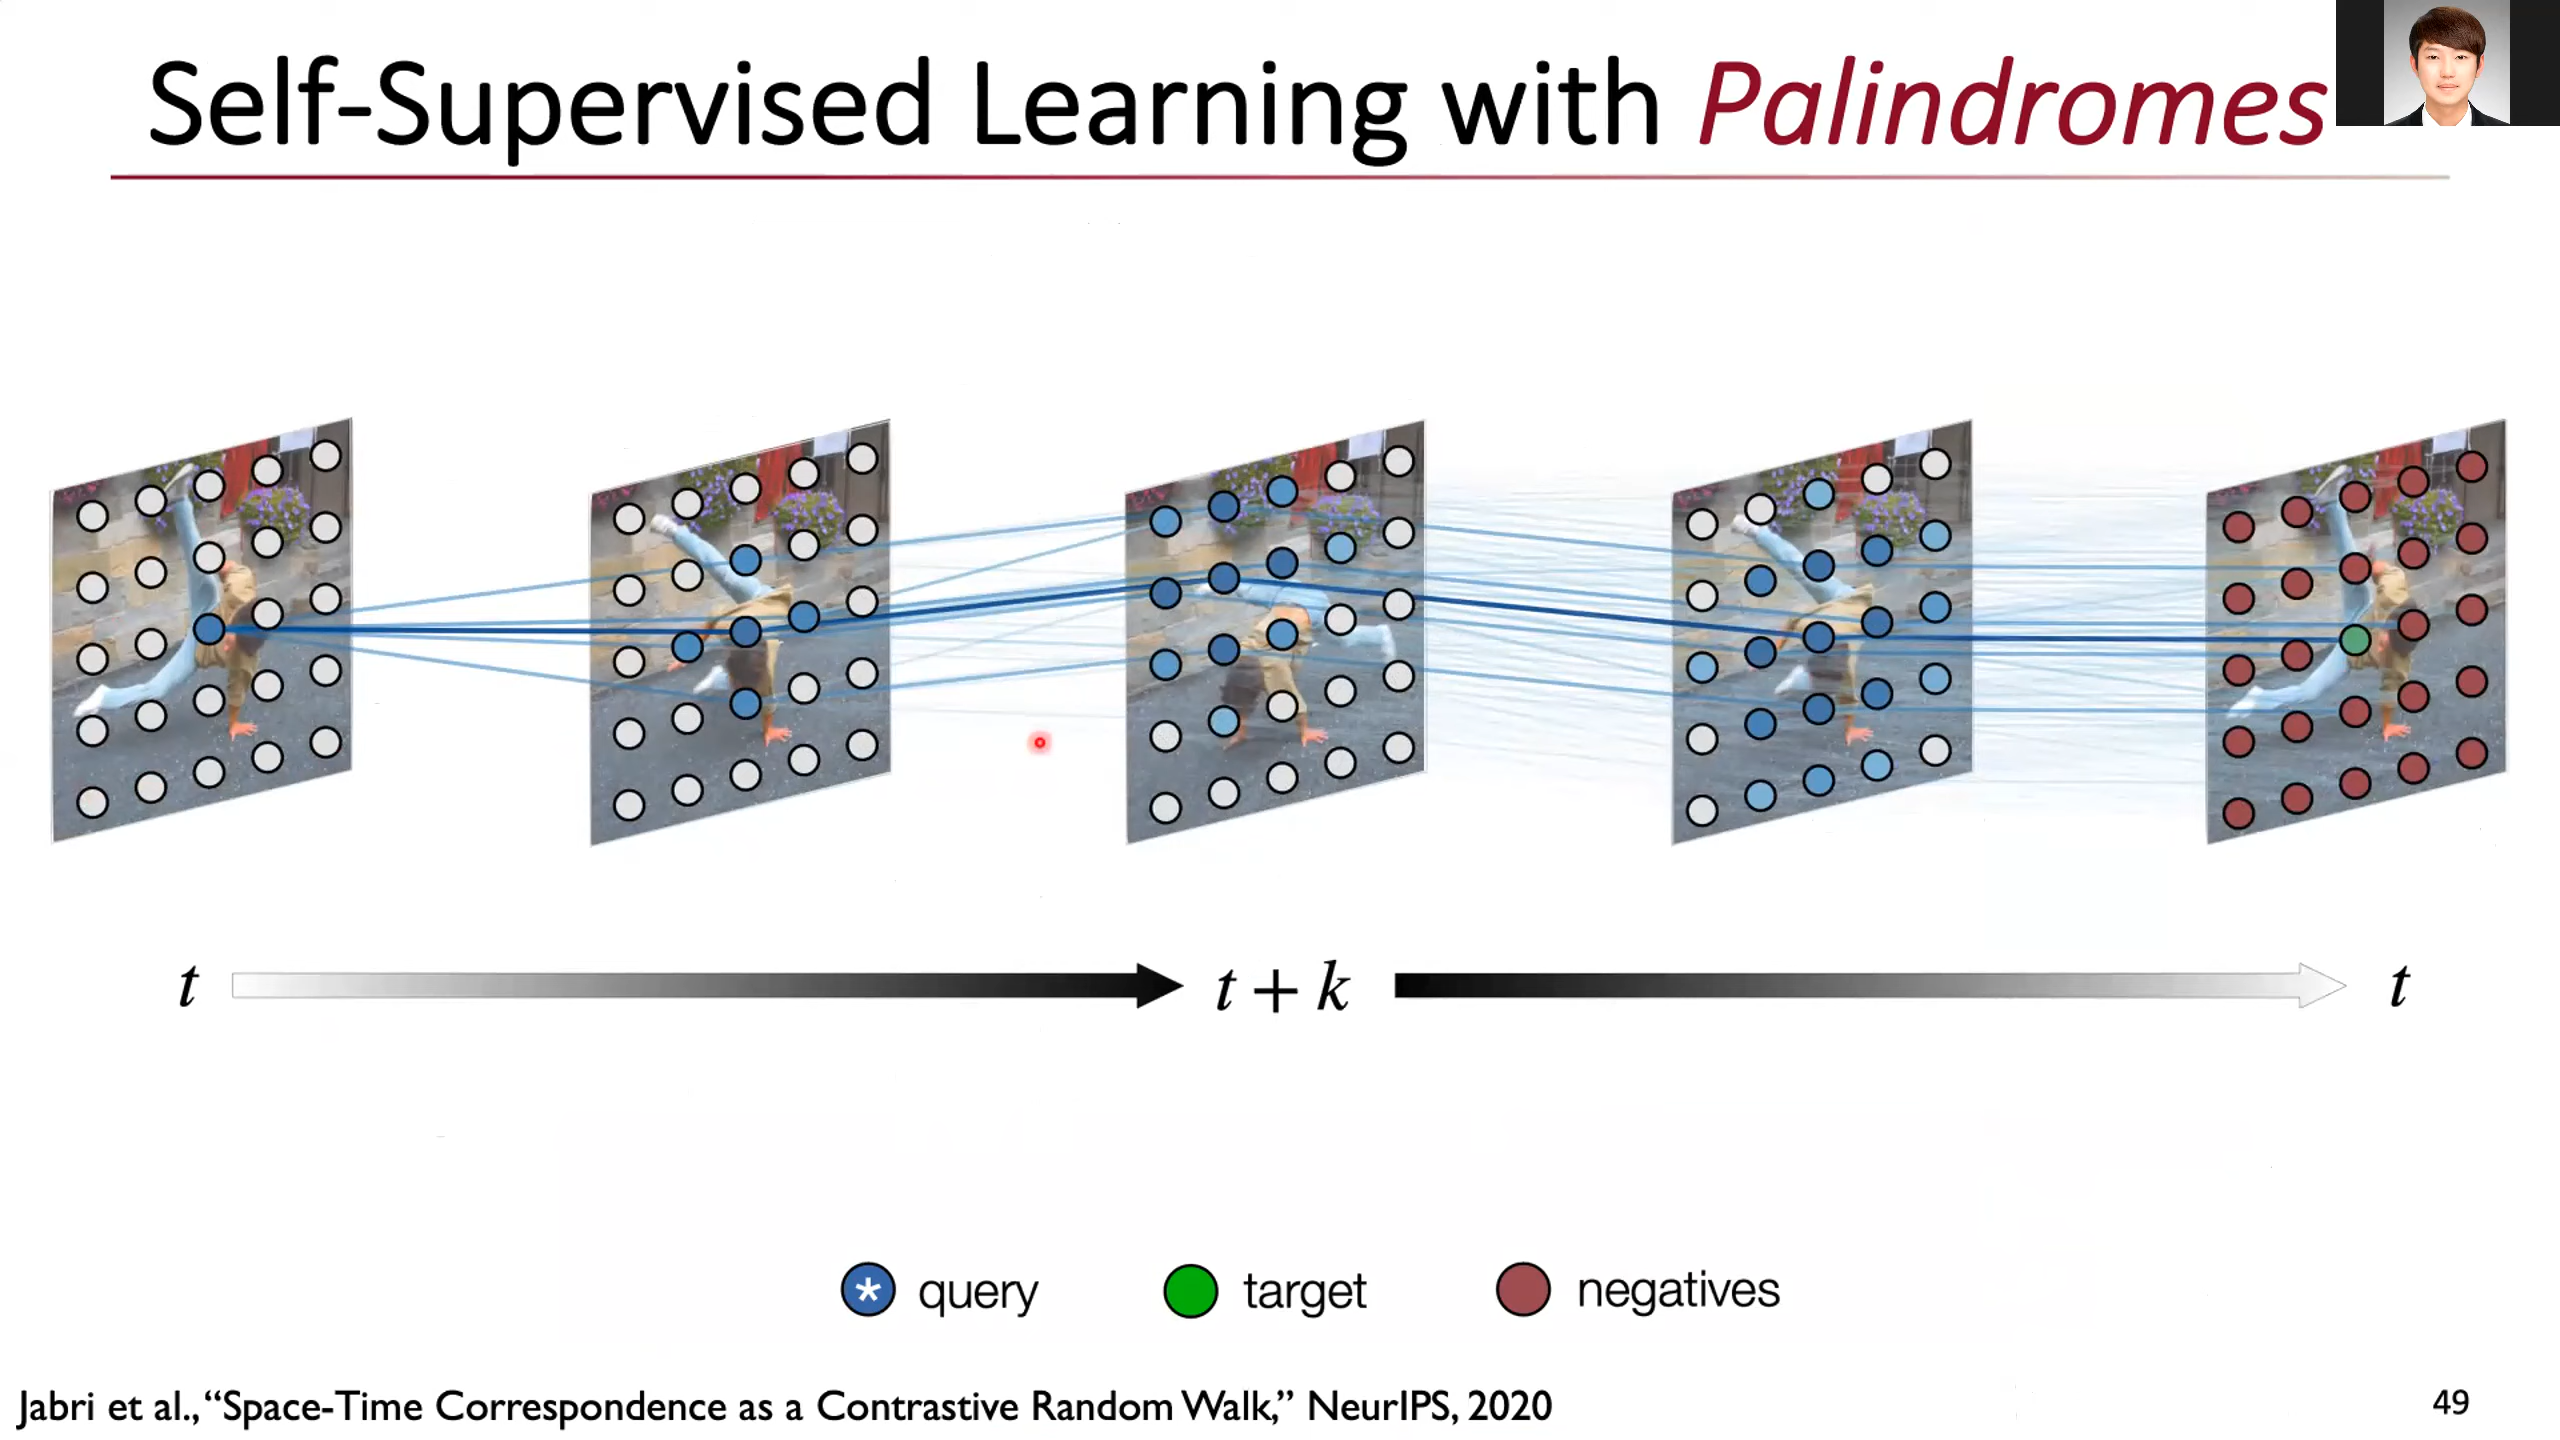 Self-Supervised Learning with Palindromes
t
t + k
t
* query
target
negatives
Jabri et al., “Space-Time Correspondence as a Contrastive Random Walk,” NeurIPS, 2020
49